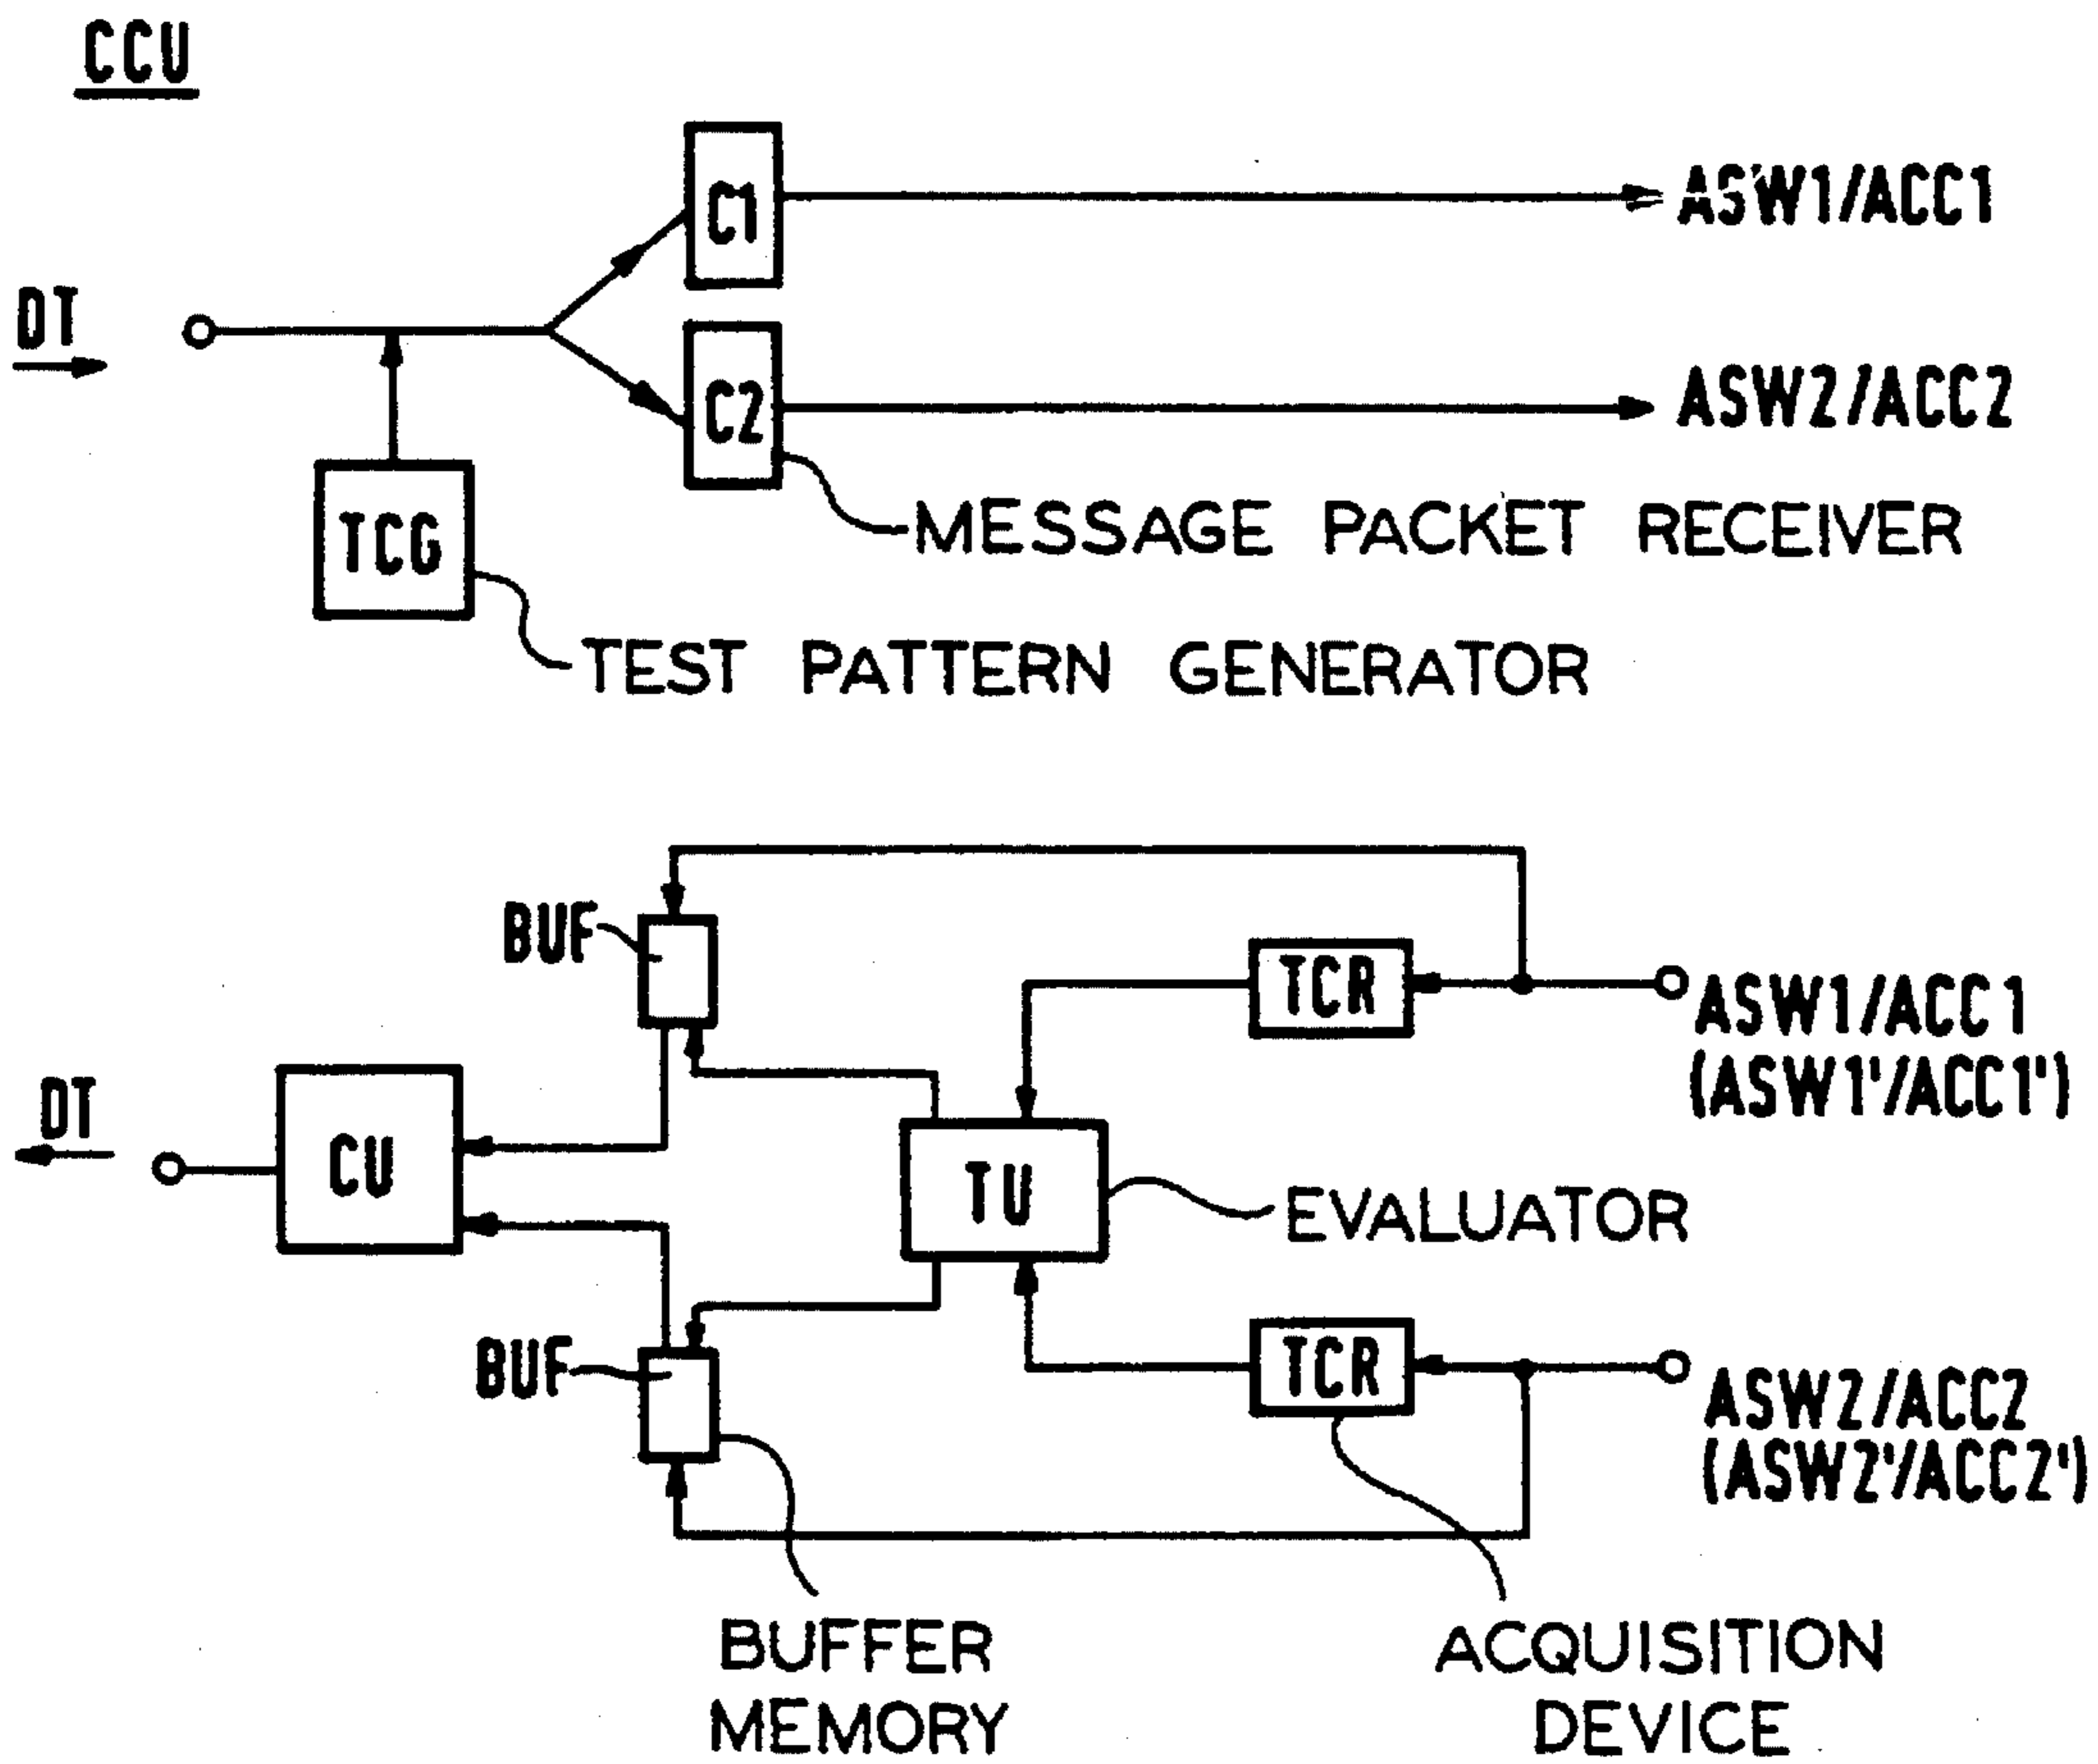 CCU
C1
ASW1/ACC1
DT
C2
ASW2/ACC2
TCG
MESSAGE PACKET RECEIVER
TEST PATTERN GENERATOR
BUF
TCR
ASW1/ACC1
(ASW1'/ACC1')
DT
CU
TU
EVALUATOR
BUF
TCR
ASW2/ACC2
(ASW2'/ACC2')
BUFFER
MEMORY
ACQUISITION
DEVICE